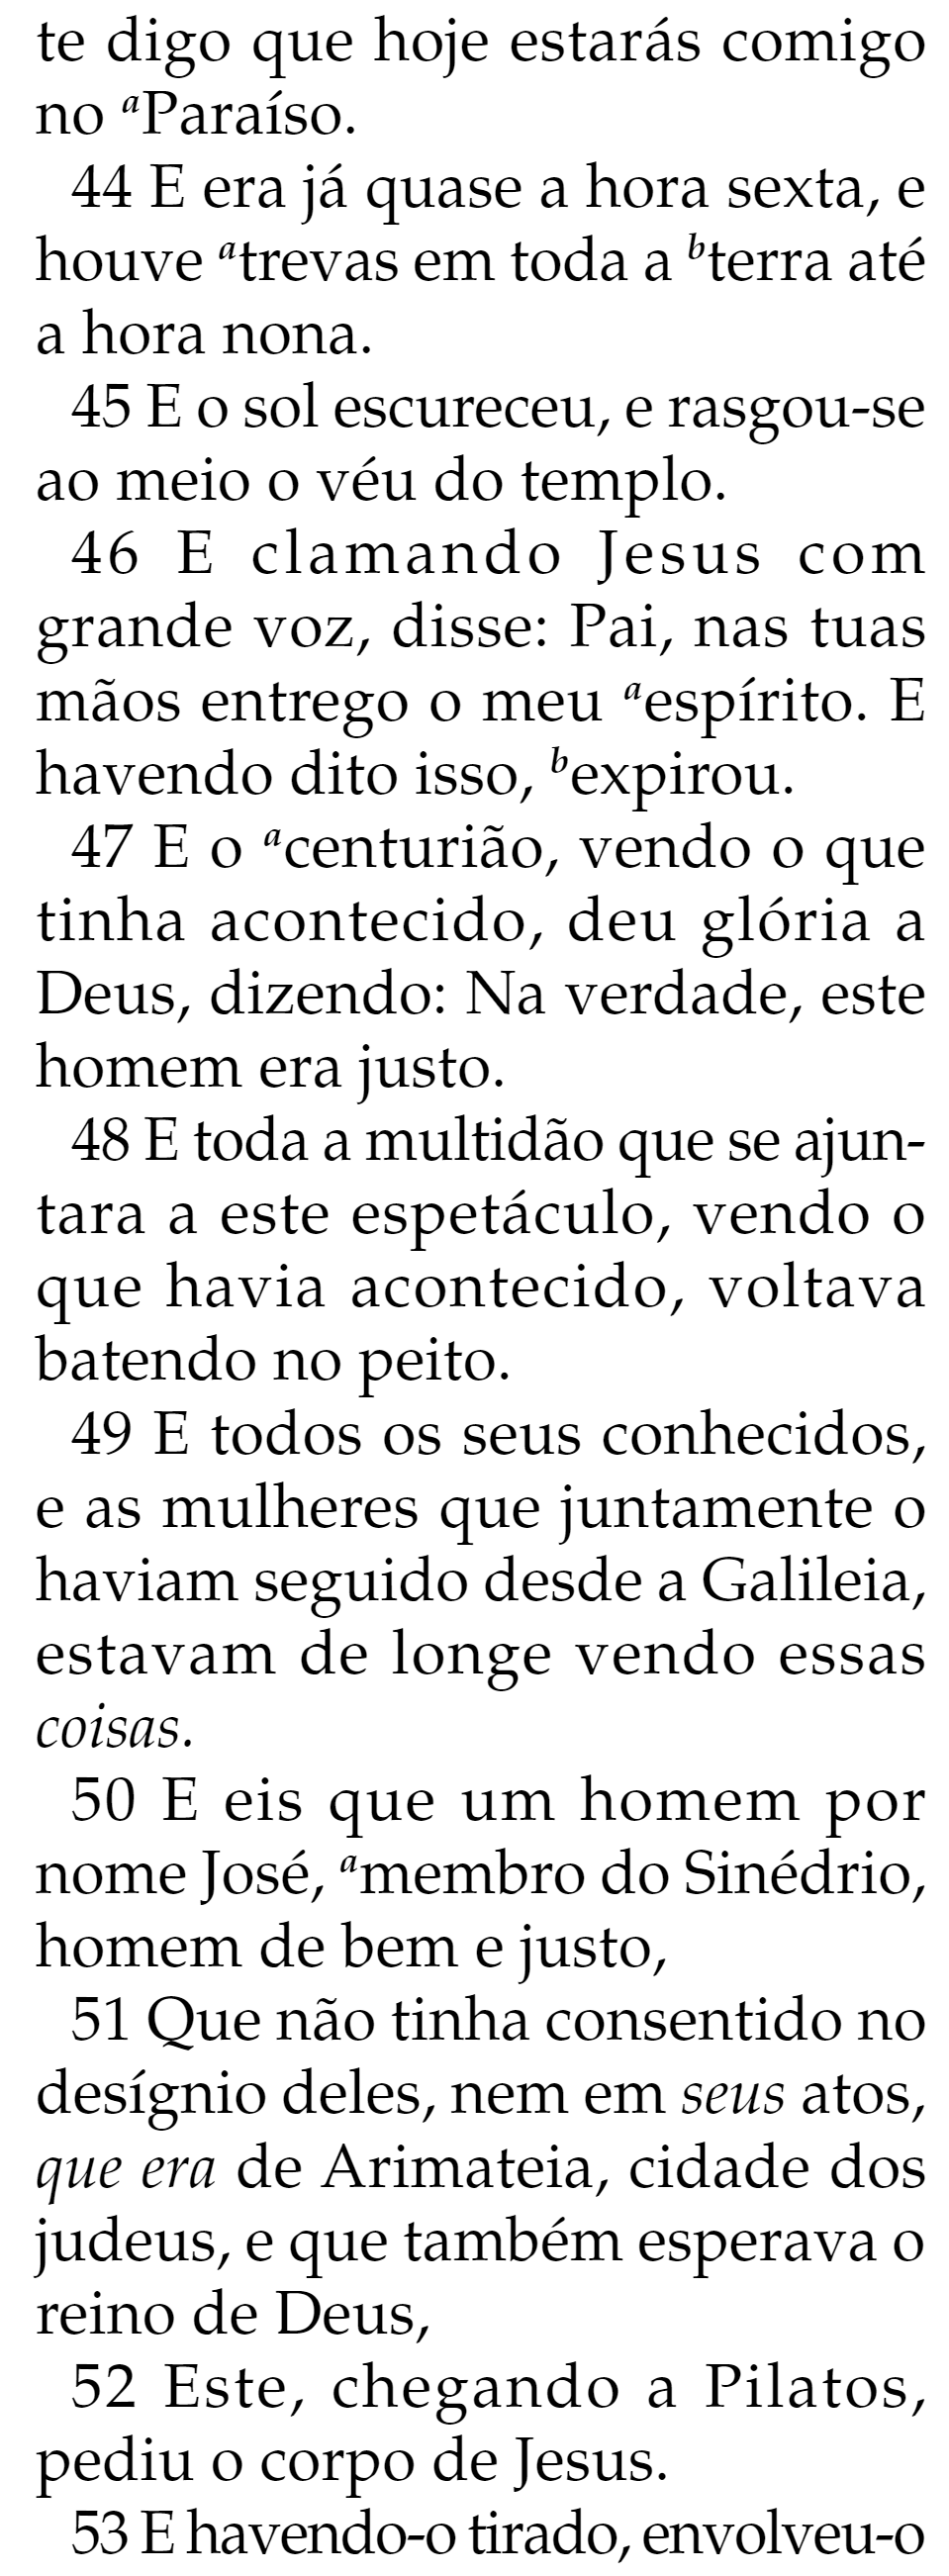 te digo que hoje estarás comigo
no ᵃParaíso.
44 E era já quase a hora sexta, e
houve ᵃtrevas em toda a ᵇterra até
a hora nona.
45 E o sol escureceu, e rasgou-se
ao meio o véu do templo.
46 E clamando Jesus com
grande voz, disse: Pai, nas tuas
mãos entrego o meu ᵃespírito. E
havendo dito isso, ᵇexpirou.
47 E o ᵃcenturião, vendo o que
tinha acontecido, deu glória a
Deus, dizendo: Na verdade, este
homem era justo.
48 E toda a multidão que se ajun-
tara a este espetáculo, vendo o
que havia acontecido, voltava
batendo no peito.
49 E todos os seus conhecidos,
e as mulheres que juntamente o
haviam seguido desde a Galileia,
estavam de longe vendo essas
coisas.
50 E eis que um homem por
nome José, ᵃmembro do Sinédrio,
homem de bem e justo,
51 Que não tinha consentido no
desígnio deles, nem em seus atos,
que era de Arimateia, cidade dos
judeus, e que também esperava o
reino de Deus,
52 Este, chegando a Pilatos,
pediu o corpo de Jesus.
53 E havendo-o tirado, envolveu-o